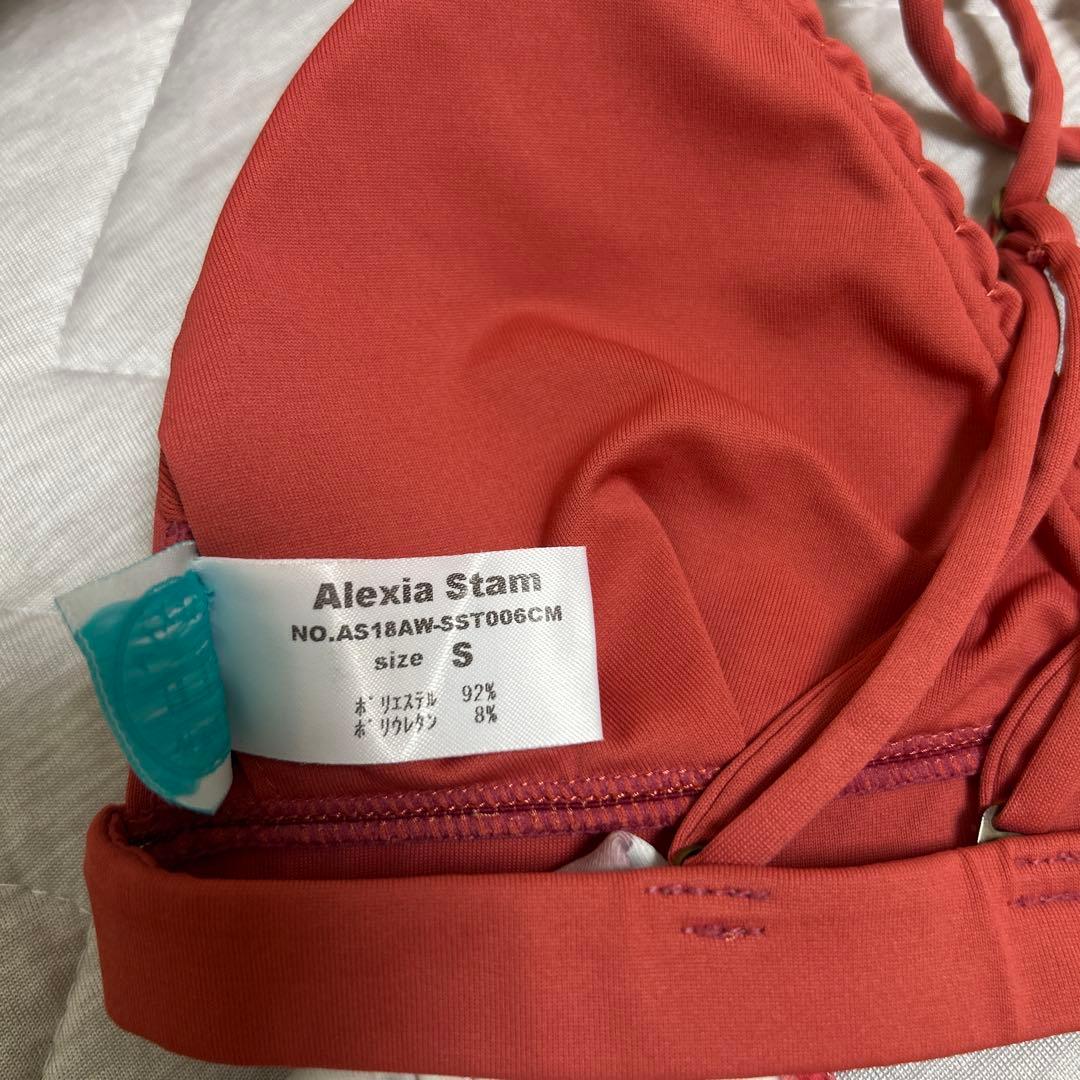 Alexia Stam
NO.AS18AW-SST006CM
size S
ﾎﾟﾘｴｽﾃﾙ 92%
ﾎﾟﾘｳﾚﾀﾝ 8%